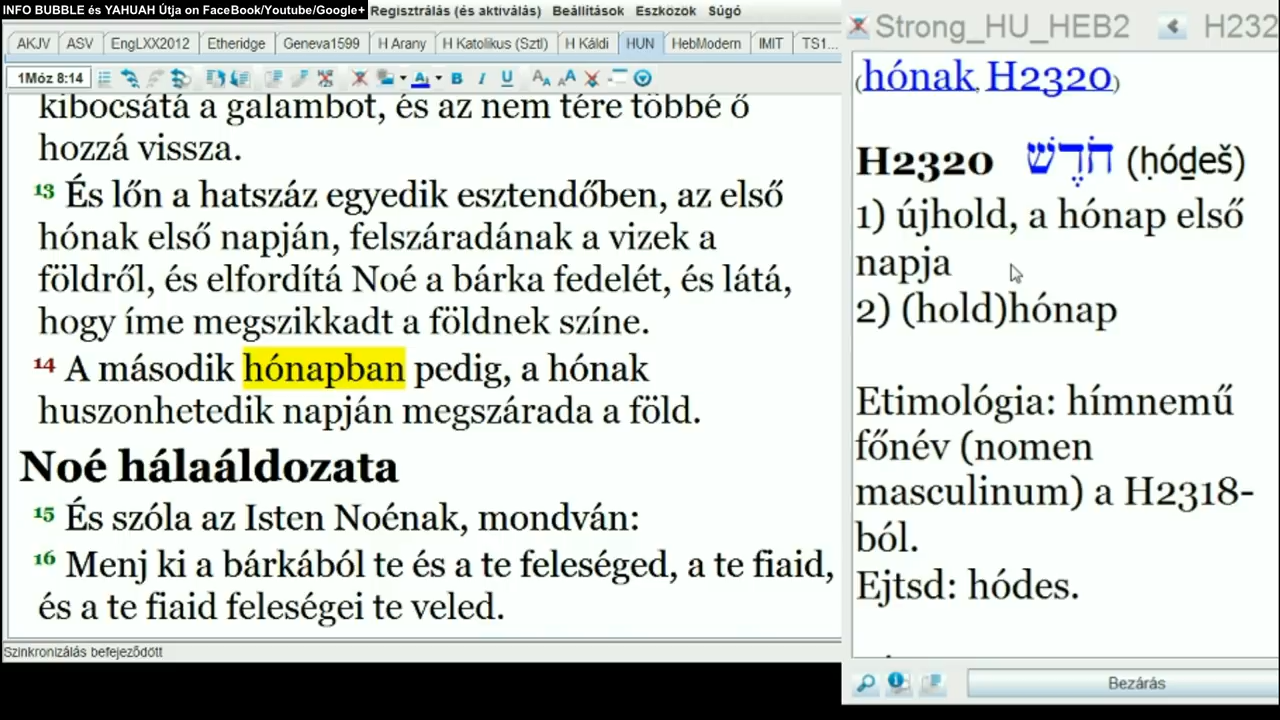 INFO BUBBLE és YAHUAH Útja on FaceBook/Youtube/Google+ Regisztrálás (és aktiválás) Beállítások Eszközök Súgó
AKJV ASV EngLXX2012 Etheridge Geneva1599 H Arany H Katolikus (Sztl) H Káldi HUN HebModern IMIT TS1...
1Móz 8:14
kibocsátá a galambot, és az nem tére többé ő
hozzá vissza.
13 És lőn a hatszáz egyedik esztendőben, az első
hónak első napján, felszáradának a vizek a
földről, és elfordítá Noé a bárka fedelét, és látá,
hogy íme megszikkadt a földnek színe.
14 A második hónapban pedig, a hónak
huszonhetedik napján megszárada a föld.
Noé hálaáldozata
15 És szóla az Isten Noénak, mondván:
16 Menj ki a bárkából te és a te feleséged, a te fiaid,
és a te fiaid feleségei te veled.
Szinkronizálás befejeződött
Strong_HU_HEB2 H232
(hónak, H2320)
H2320 חֹדֶשׁ (ḥóḏeš)
1) újhold, a hónap első
napja
2) (hold)hónap
Etimológia: hímnemű
főnév (nomen
masculinum) a H2318-
ból.
Ejtsd: hódes.
Bezárás